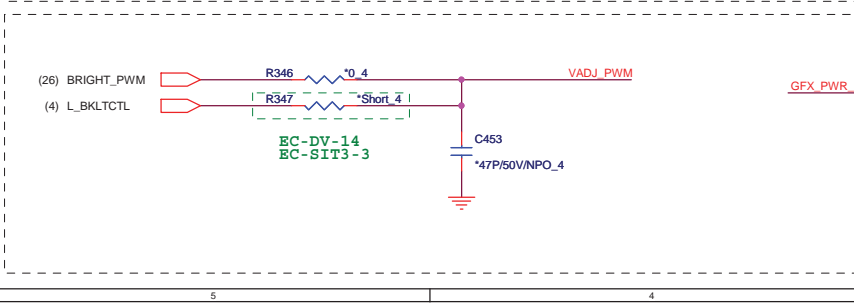 (26) BRIGHT_PWM R346 *0_4 VADJ_PWM
GFX_PWR_
(4) L_BKLTCTL R347 *Short_4
EC-DV-14
EC-SIT3-3
C453
*47P/50V/NPO_4
5 4